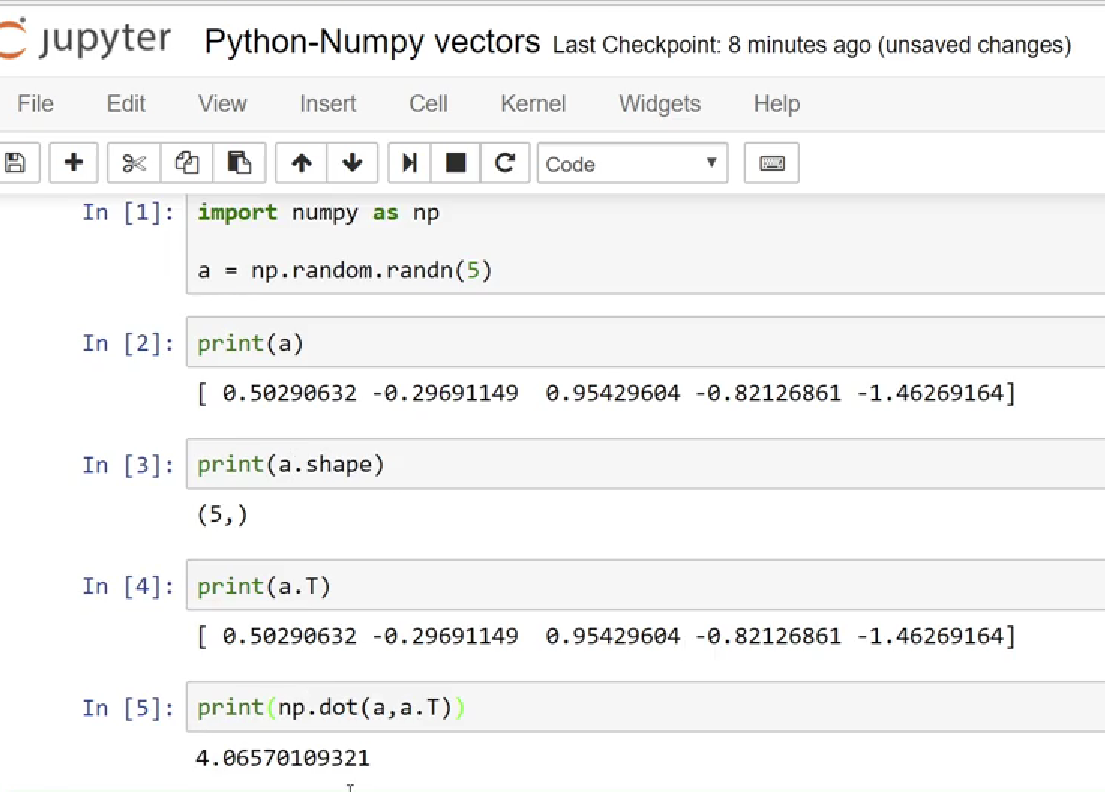 jupyter Python-Numpy vectors Last Checkpoint: 8 minutes ago (unsaved changes)
File Edit View Insert Cell Kernel Widgets Help
Code
In [1]: import numpy as np
a = np.random.randn(5)
In [2]: print(a)
[ 0.50290632 -0.29691149  0.95429604 -0.82126861 -1.46269164]
In [3]: print(a.shape)
(5,)
In [4]: print(a.T)
[ 0.50290632 -0.29691149  0.95429604 -0.82126861 -1.46269164]
In [5]: print(np.dot(a,a.T))
4.06570109321